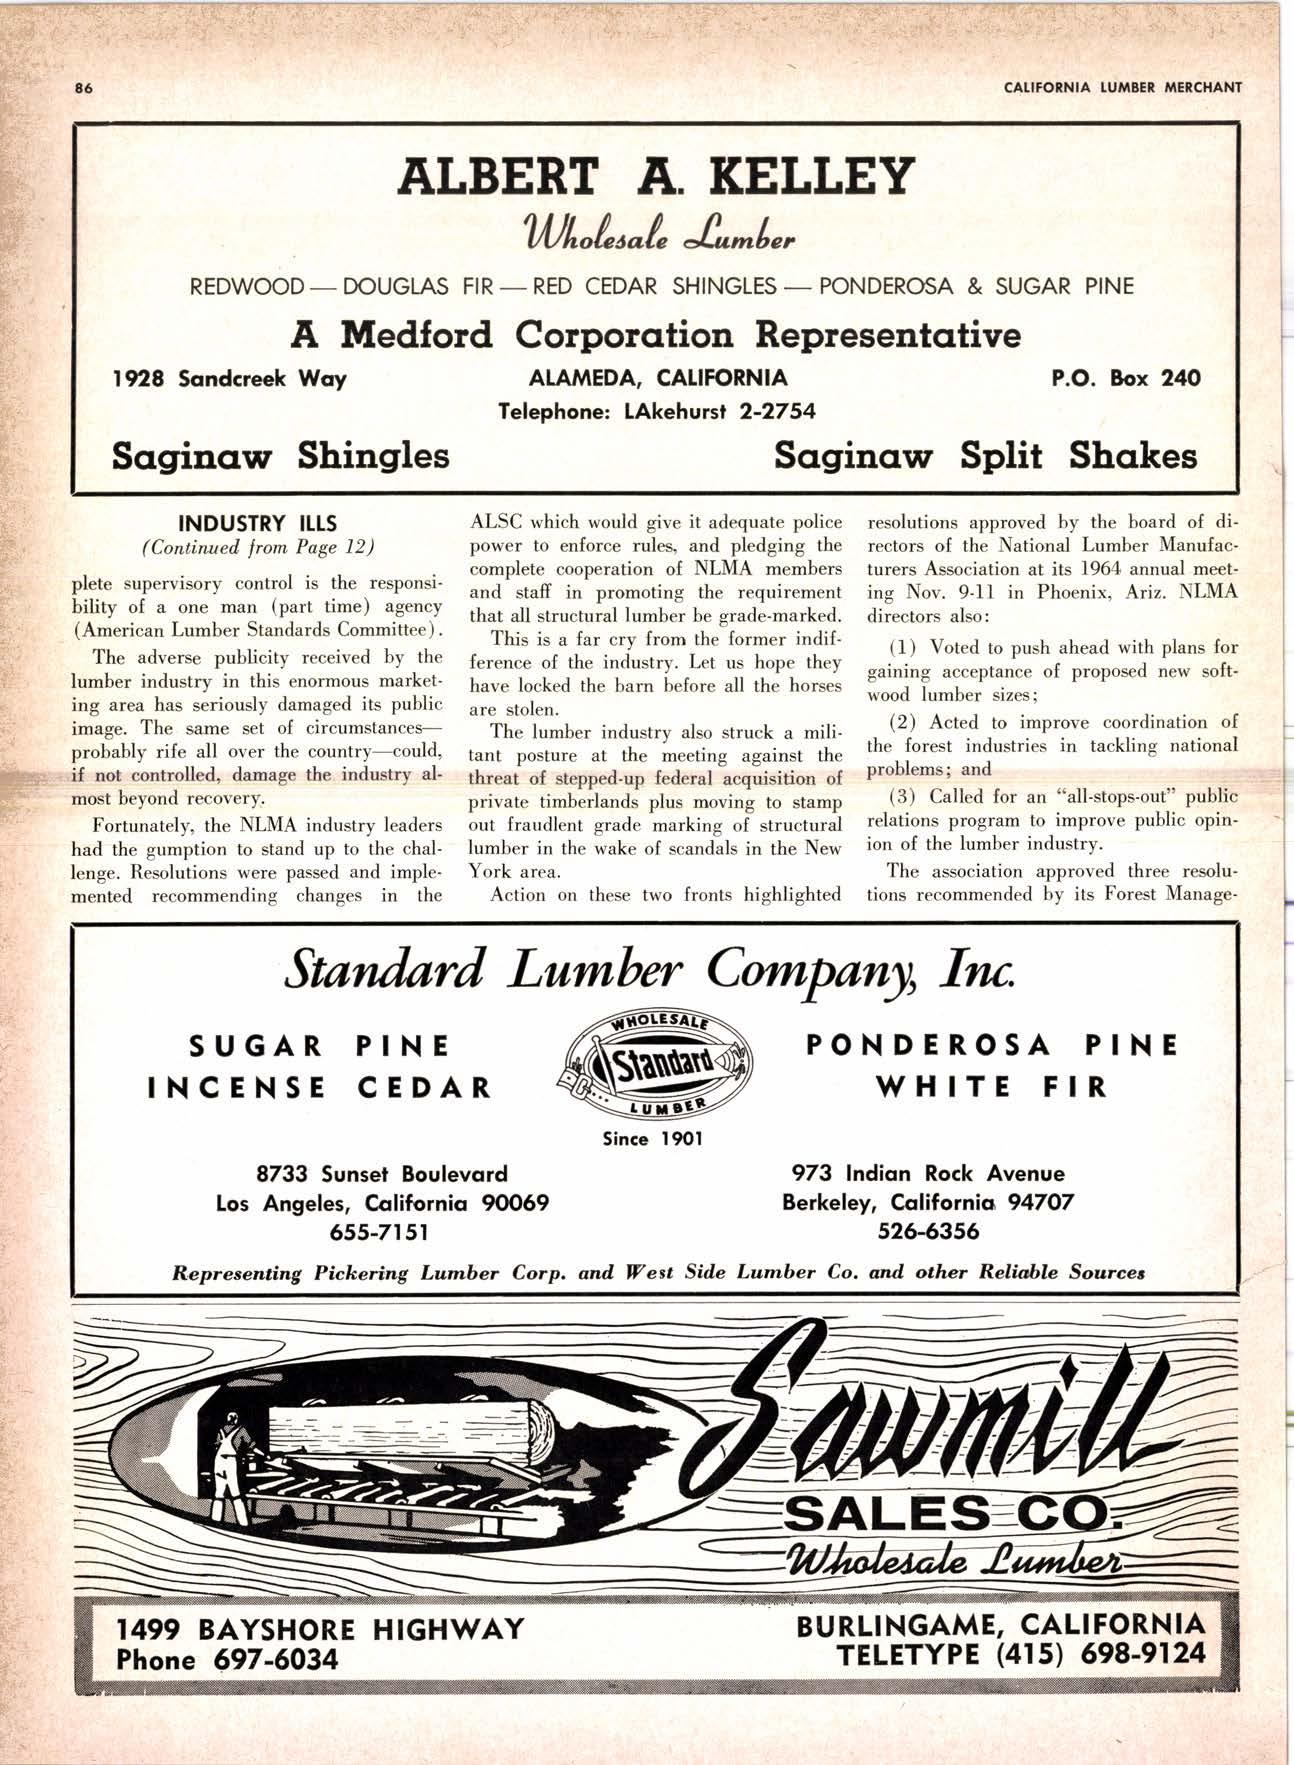 86
CALIFORNIA LUMBER MERCHANT
ALBERT A. KELLEY
Wholesale Lumber
REDWOOD — DOUGLAS FIR — RED CEDAR SHINGLES — PONDEROSA & SUGAR PINE
A Medford Corporation Representative
1928 Sandcreek Way
ALAMEDA, CALIFORNIA
P.O. Box 240
Telephone: LAkehurst 2-2754
Saginaw Shingles
Saginaw Split Shakes
INDUSTRY ILLS
(Continued from Page 12)
plete supervisory control is the responsi-
bility of a one man (part time) agency
(American Lumber Standards Committee).
The adverse publicity received by the
lumber industry in this enormous market-
ing area has seriously damaged its public
image. The same set of circumstances—
probably rife all over the country—could,
if not controlled, damage the industry al-
most beyond recovery.
Fortunately, the NLMA industry leaders
had the gumption to stand up to the chal-
lenge. Resolutions were passed and imple-
mented recommending changes in the
ALSC which would give it adequate police
power to enforce rules, and pledging the
complete cooperation of NLMA members
and staff in promoting the requirement
that all structural lumber be grade-marked.
This is a far cry from the former indif-
ference of the industry. Let us hope they
have locked the barn before all the horses
are stolen.
The lumber industry also struck a mili-
tant posture at the meeting against the
threat of stepped-up federal acquisition of
private timberlands plus moving to stamp
out fraudlent grade marking of structural
lumber in the wake of scandals in the New
York area.
Action on these two fronts highlighted
resolutions approved by the board of di-
rectors of the National Lumber Manufac-
turers Association at its 1964 annual meet-
ing Nov. 9-11 in Phoenix, Ariz. NLMA
directors also:
(1) Voted to push ahead with plans for
gaining acceptance of proposed new soft-
wood lumber sizes;
(2) Acted to improve coordination of
the forest industries in tackling national
problems; and
(3) Called for an "all-stops-out" public
relations program to improve public opin-
ion of the lumber industry.
The association approved three resolu-
tions recommended by its Forest Manage-
Standard Lumber Company, Inc.
SUGAR PINE
INCENSE CEDAR
WHOLESALE
Standard
LUMBER
Since 1901
PONDEROSA PINE
WHITE FIR
8733 Sunset Boulevard
Los Angeles, California 90069
655-7151
973 Indian Rock Avenue
Berkeley, California 94707
526-6356
Representing Pickering Lumber Corp. and West Side Lumber Co. and other Reliable Sources
Sawmill
SALES CO.
Wholesale Lumber
1499 BAYSHORE HIGHWAY
Phone 697-6034
BURLINGAME, CALIFORNIA
TELETYPE (415) 698-9124